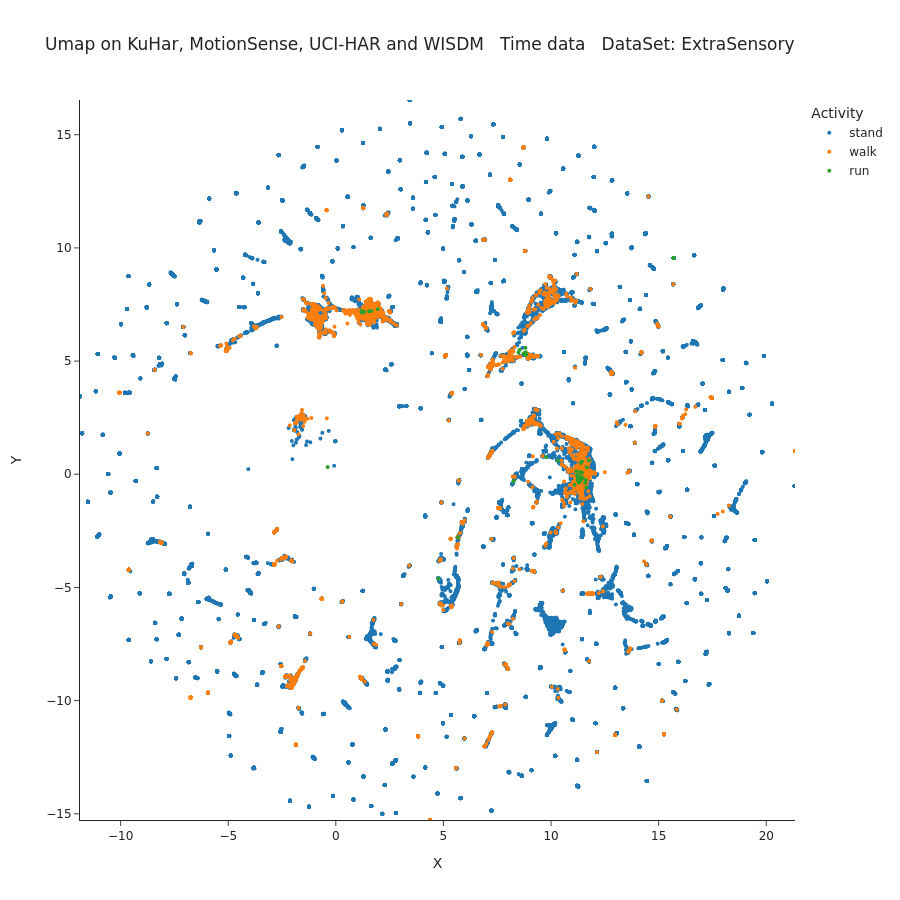 Umap on KuHar, MotionSense, UCI-HAR and WISDM   Time data   DataSet: ExtraSensory
Activity
stand
walk
run
15
10
5
0
−5
−10
−15
Y
−10 −5 0 5 10 15 20
X